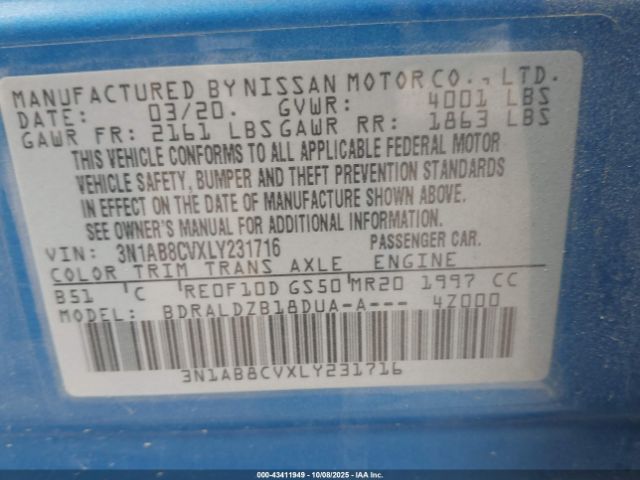 MANUFACTURED BY NISSAN MOTOR CO., LTD.
DATE: 03/20. GVWR: 4001 LBS
GAWR FR: 2161 LBS GAWR RR: 1863 LBS
THIS VEHICLE CONFORMS TO ALL APPLICABLE FEDERAL MOTOR
VEHICLE SAFETY, BUMPER AND THEFT PREVENTION STANDARDS
IN EFFECT ON THE DATE OF MANUFACTURE SHOWN ABOVE.
SEE OWNER'S MANUAL FOR ADDITIONAL INFORMATION.
VIN: 3N1AB8CVXLY231716 PASSENGER CAR.
COLOR TRIM TRANS AXLE ENGINE
B51 C RE0F10D GS50 MR20 1997 CC
MODEL: BDRALDZB18DUA-A--- 4Z000
3N1AB8CVXLY231716
000-43411949 - 10/08/2025 - IAA Inc.